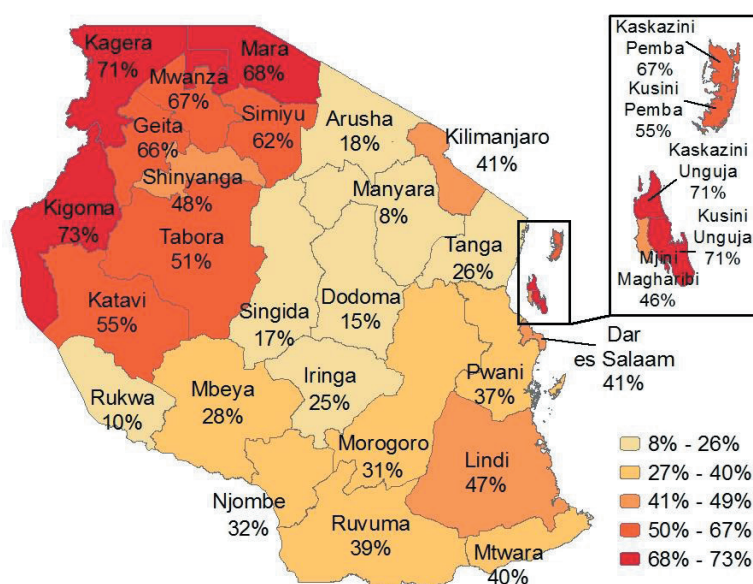 Kagera
71%
Mara
68%
Mwanza
67%
Geita
66%
Simiyu
62%
Shinyanga
48%
Arusha
18%
Kilimanjaro
41%
Manyara
8%
Kigoma
73%
Tabora
51%
Tanga
26%
Katavi
55%
Singida
17%
Dodoma
15%
Rukwa
10%
Mbeya
28%
Iringa
25%
Morogoro
31%
Pwani
37%
Dar
es Salaam
41%
Lindi
47%
Njombe
32%
Ruvuma
39%
Mtwara
40%
Kaskazini
Pemba
67%
Kusini
Pemba
55%
Kaskazini
Unguja
71%
Kusini
Unguja
71%
Mjini
Magharibi
46%
8% - 26%
27% - 40%
41% - 49%
50% - 67%
68% - 73%